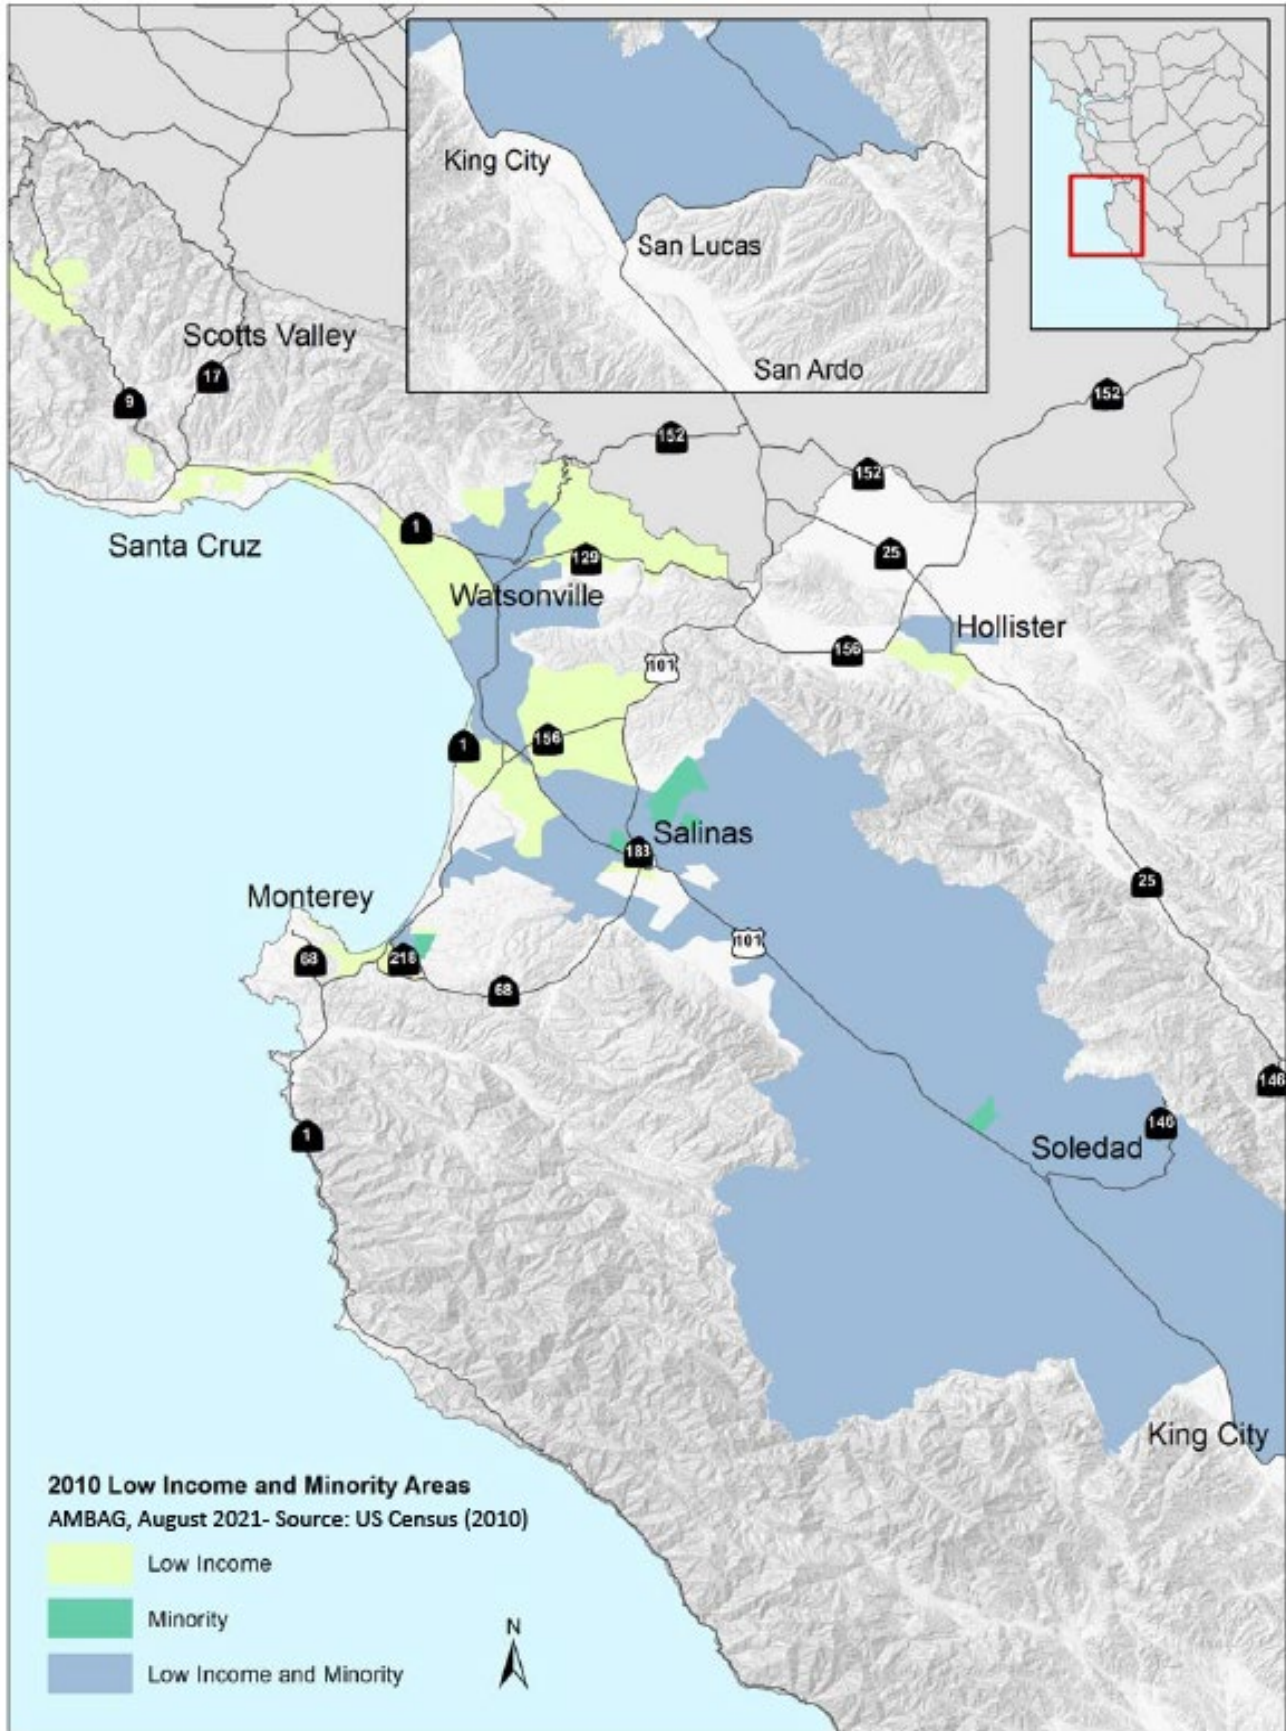 King City
San Lucas
San Ardo
Scotts Valley
17
9
152
152
152
Santa Cruz
1
129
25
Watsonville
Hollister
156
101
1
156
Salinas
183
Monterey
25
68
218
101
68
146
1
146
Soledad
King City
2010 Low Income and Minority Areas
AMBAG, August 2021- Source: US Census (2010)
Low Income
Minority
Low Income and Minority
N